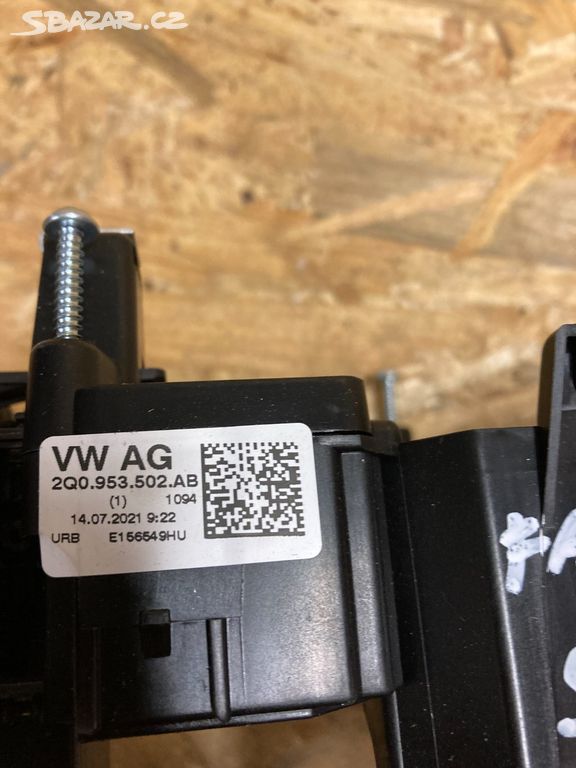 SBAZAR.CZ
VW AG
2Q0.953.502.AB
(1) 1094
14.07.2021 9:22
URB E156549HU